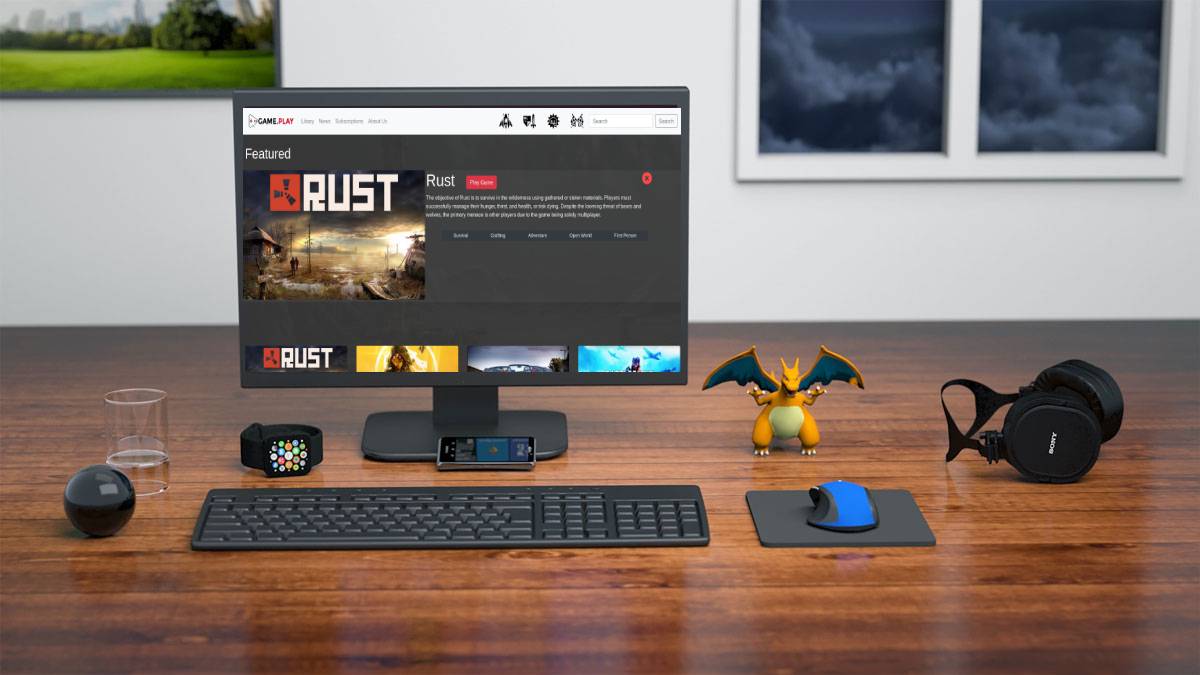 GAME.PLAY Library News Subscriptions About Us Search Search
Featured
RUST
Rust Play Game X
The objective of Rust is to survive in the wilderness using gathered or stolen materials. Players must
successfully manage their hunger, thirst, and health, or risk dying. Despite the looming threat of bears and
wolves, the primary menace is other players due to the game being solely multiplayer.
Survival Crafting Adventure Open World First Person
RUST
SONY